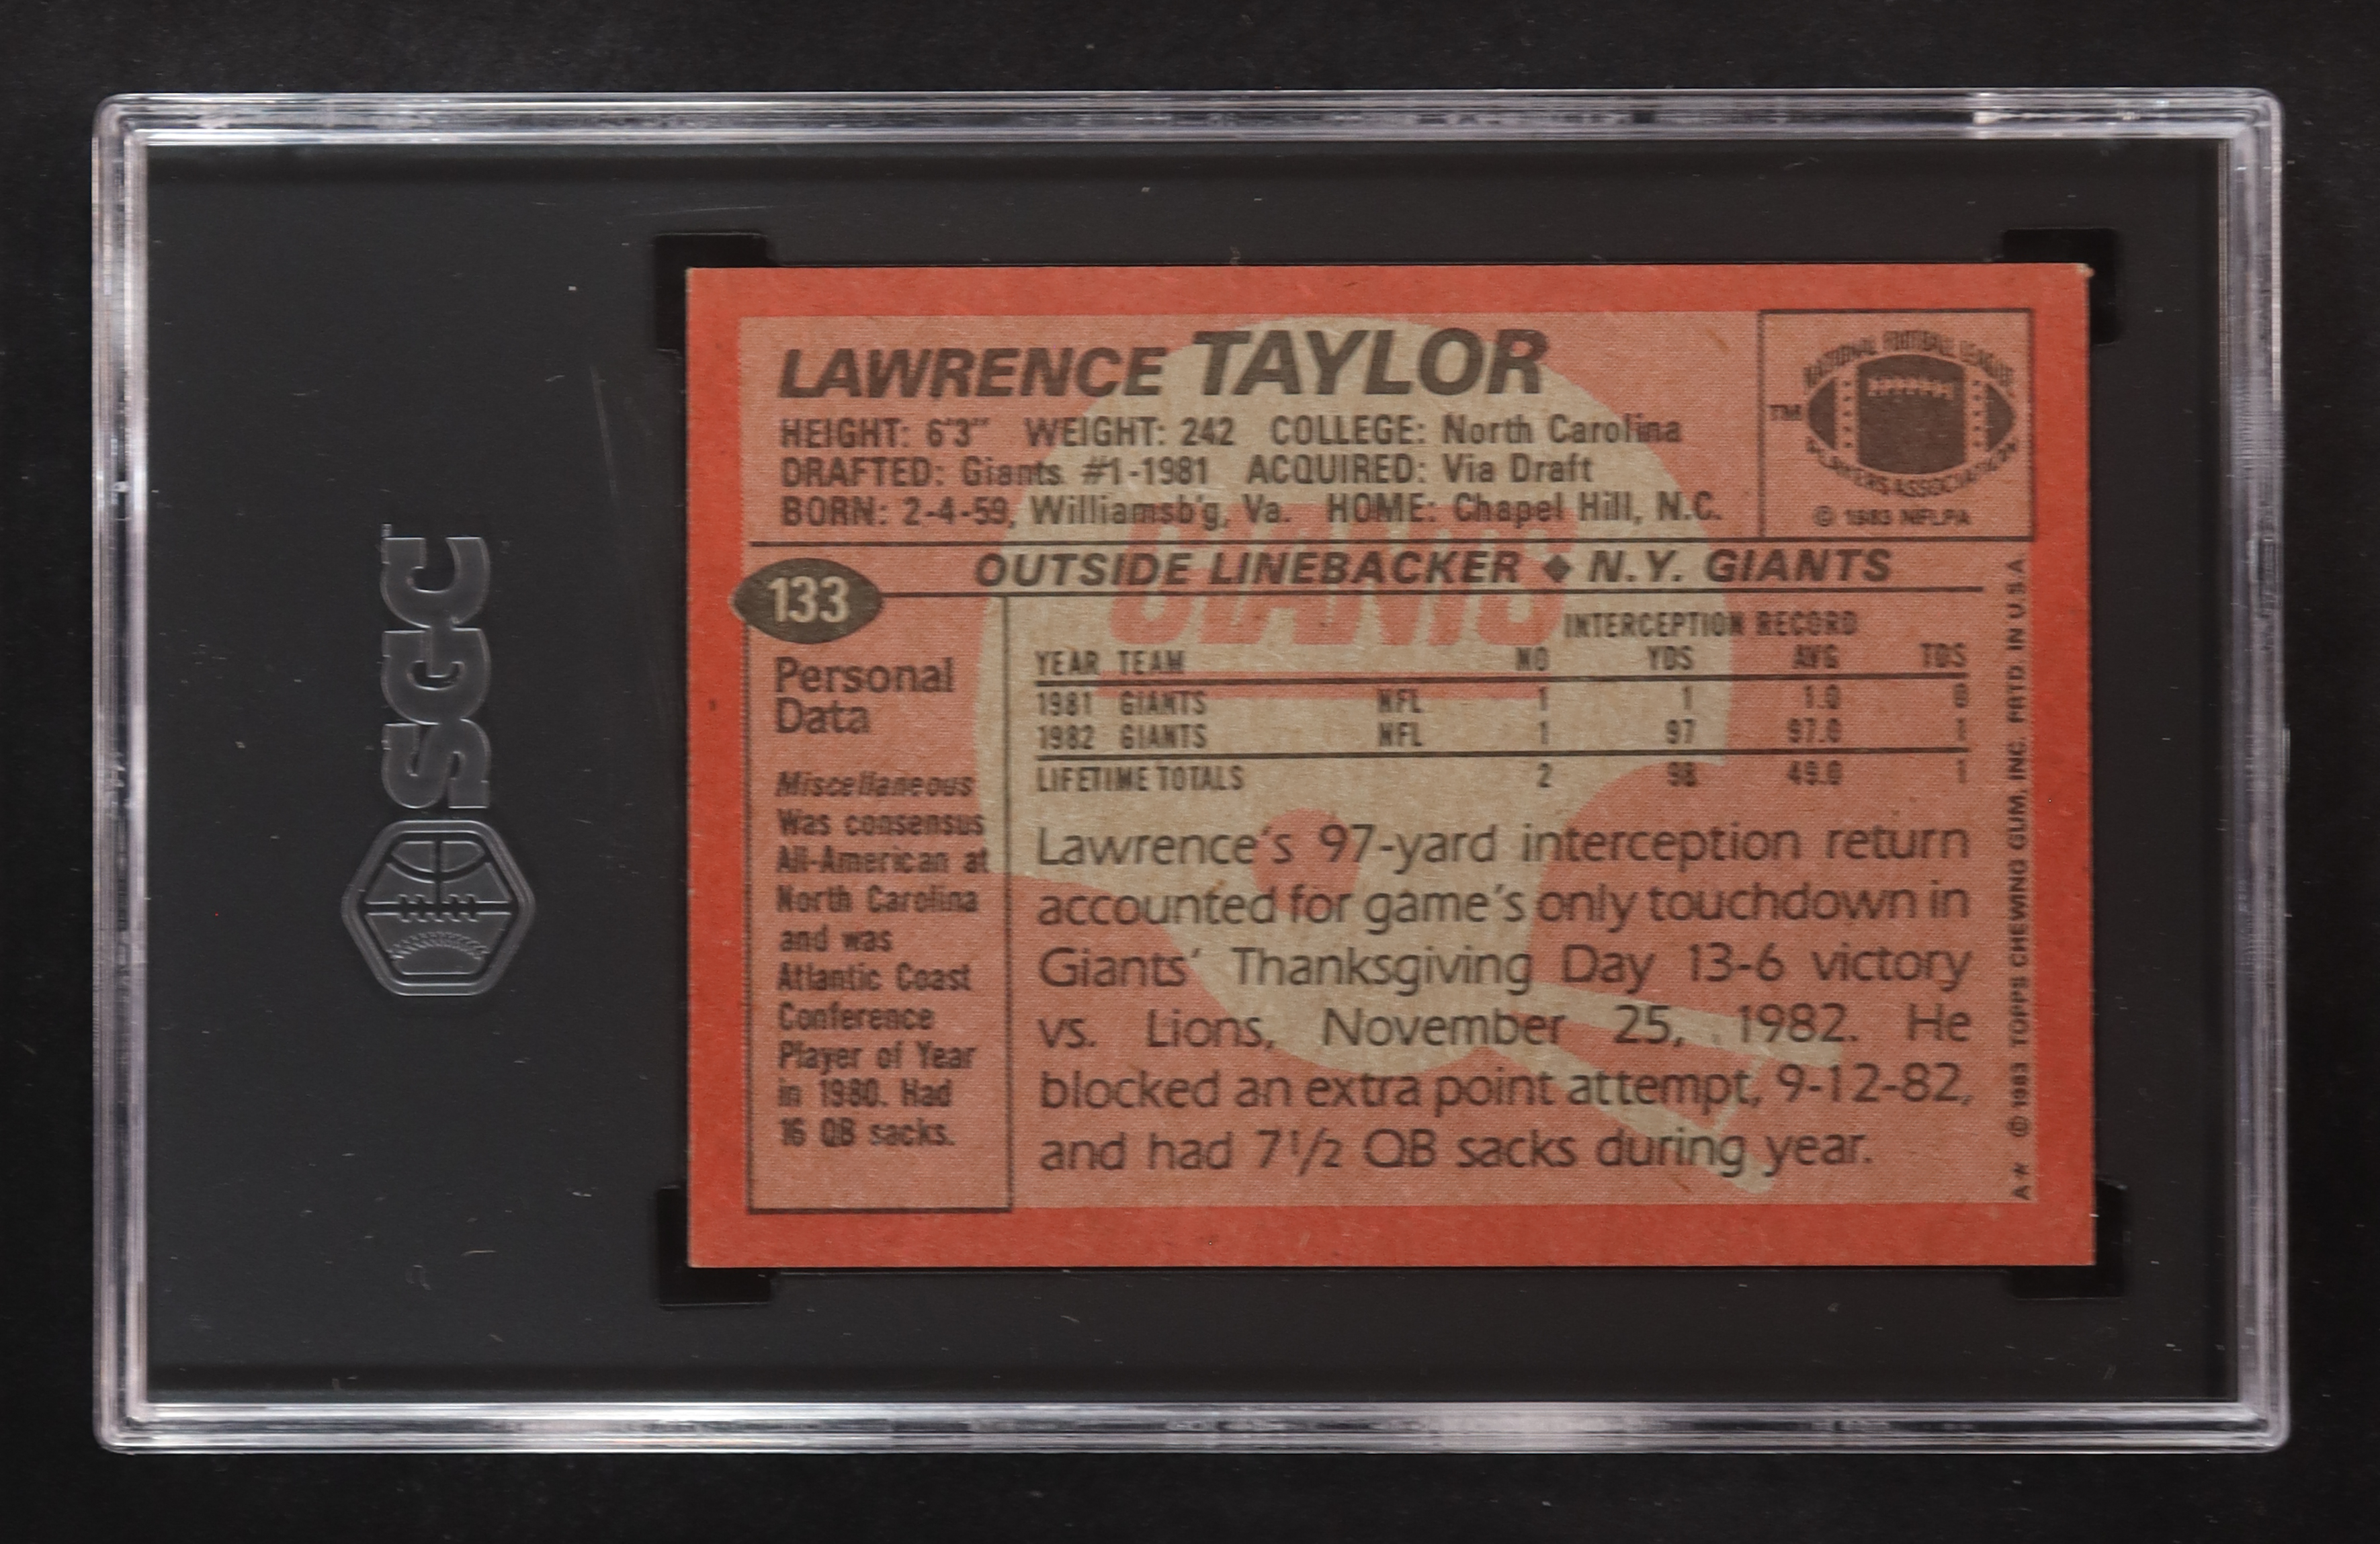 SGC
LAWRENCE TAYLOR
HEIGHT: 6'3" WEIGHT: 242 COLLEGE: North Carolina
DRAFTED: Giants #1-1981 ACQUIRED: Via Draft
BORN: 2-4-59, Williamsb'g, Va. HOME: Chapel Hill, N.C.
NATIONAL FOOTBALL LEAGUE
TM
PLAYERS ASSOCIATION
© 1983 NFLPA
OUTSIDE LINEBACKER ◆ N.Y. GIANTS
133
GIANTS
Personal
Data
Miscellaneous
Was consensus
All-American at
North Carolina
and was
Atlantic Coast
Conference
Player of Year
in 1980. Had
16 QB sacks.
INTERCEPTION RECORD
YEAR TEAM NO YDS AVG TDS
1981 GIANTS NFL 1 1 1.0 0
1982 GIANTS NFL 1 97 97.0 1
LIFETIME TOTALS 2 98 49.0 1
Lawrence's 97-yard interception return
accounted for game's only touchdown in
Giants' Thanksgiving Day 13-6 victory
vs. Lions, November 25, 1982. He
blocked an extra point attempt, 9-12-82,
and had 7½ QB sacks during year.
A** © 1983 TOPPS CHEWING GUM, INC. PRTD. IN U.S.A.